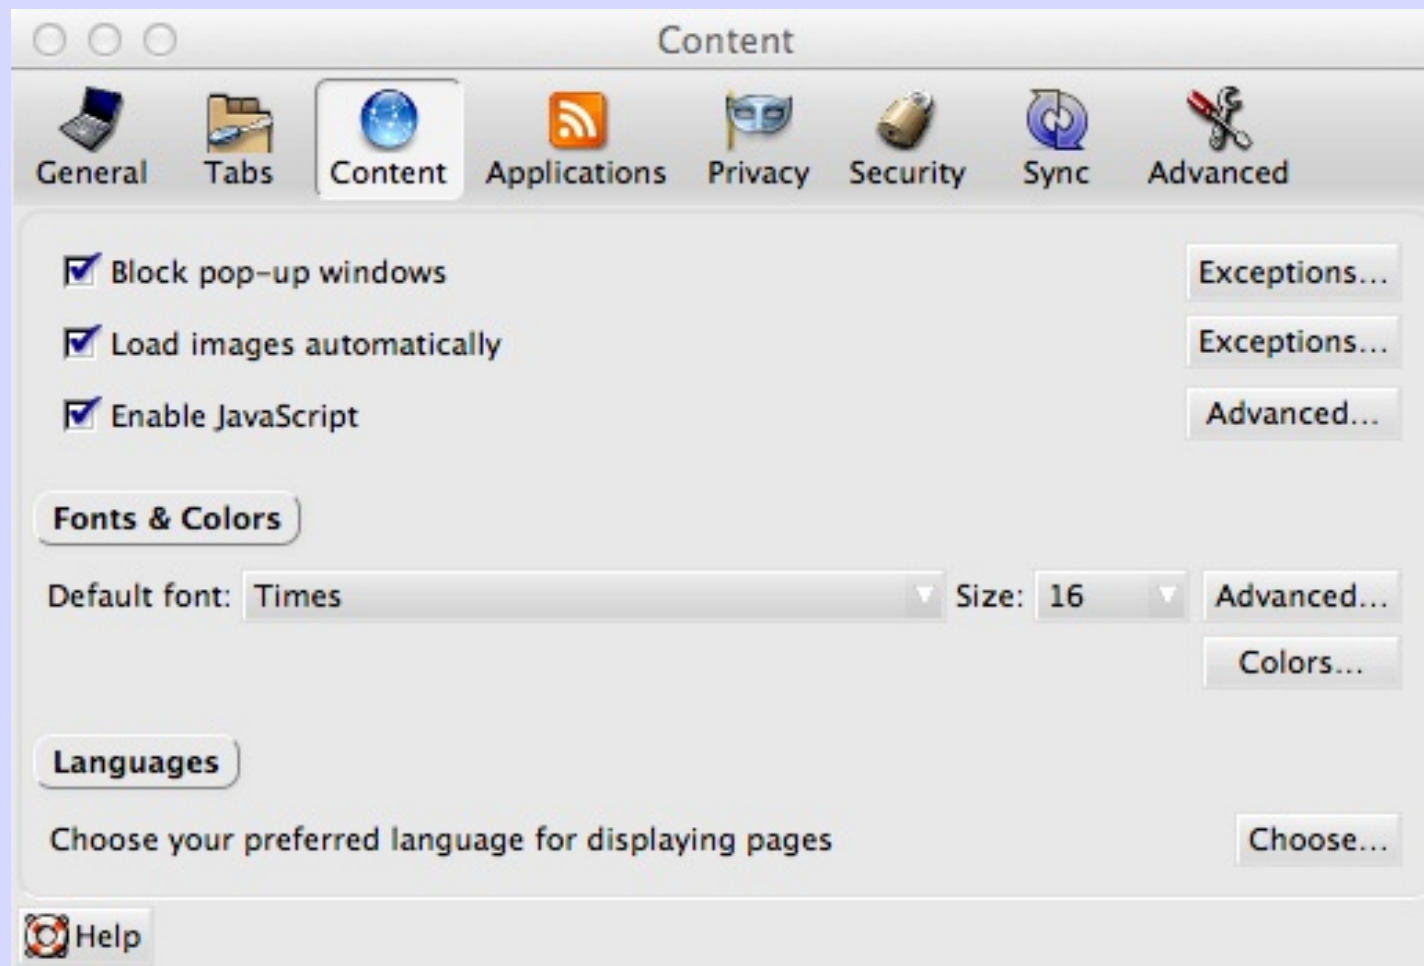 Content
General Tabs Content Applications Privacy Security Sync Advanced
Block pop-up windows Exceptions...
Load images automatically Exceptions...
Enable JavaScript Advanced...
Fonts & Colors
Default font: Times Size: 16 Advanced...
Colors...
Languages
Choose your preferred language for displaying pages Choose...
Help